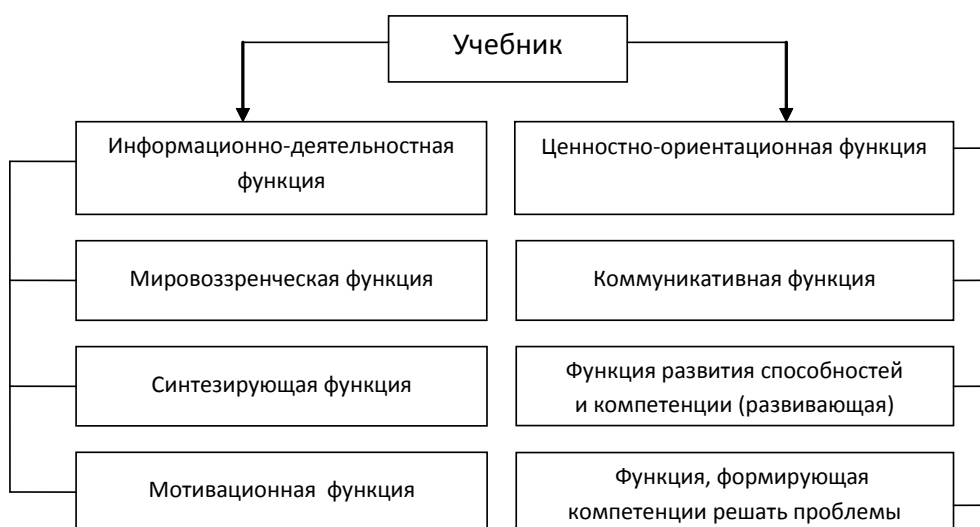 Учебник
Информационно-деятельностная
функция
Ценностно-ориентационная функция
Мировоззренческая функция
Коммуникативная функция
Синтезирующая функция
Функция развития способностей
и компетенции (развивающая)
Мотивационная функция
Функция, формирующая
компетенции решать проблемы